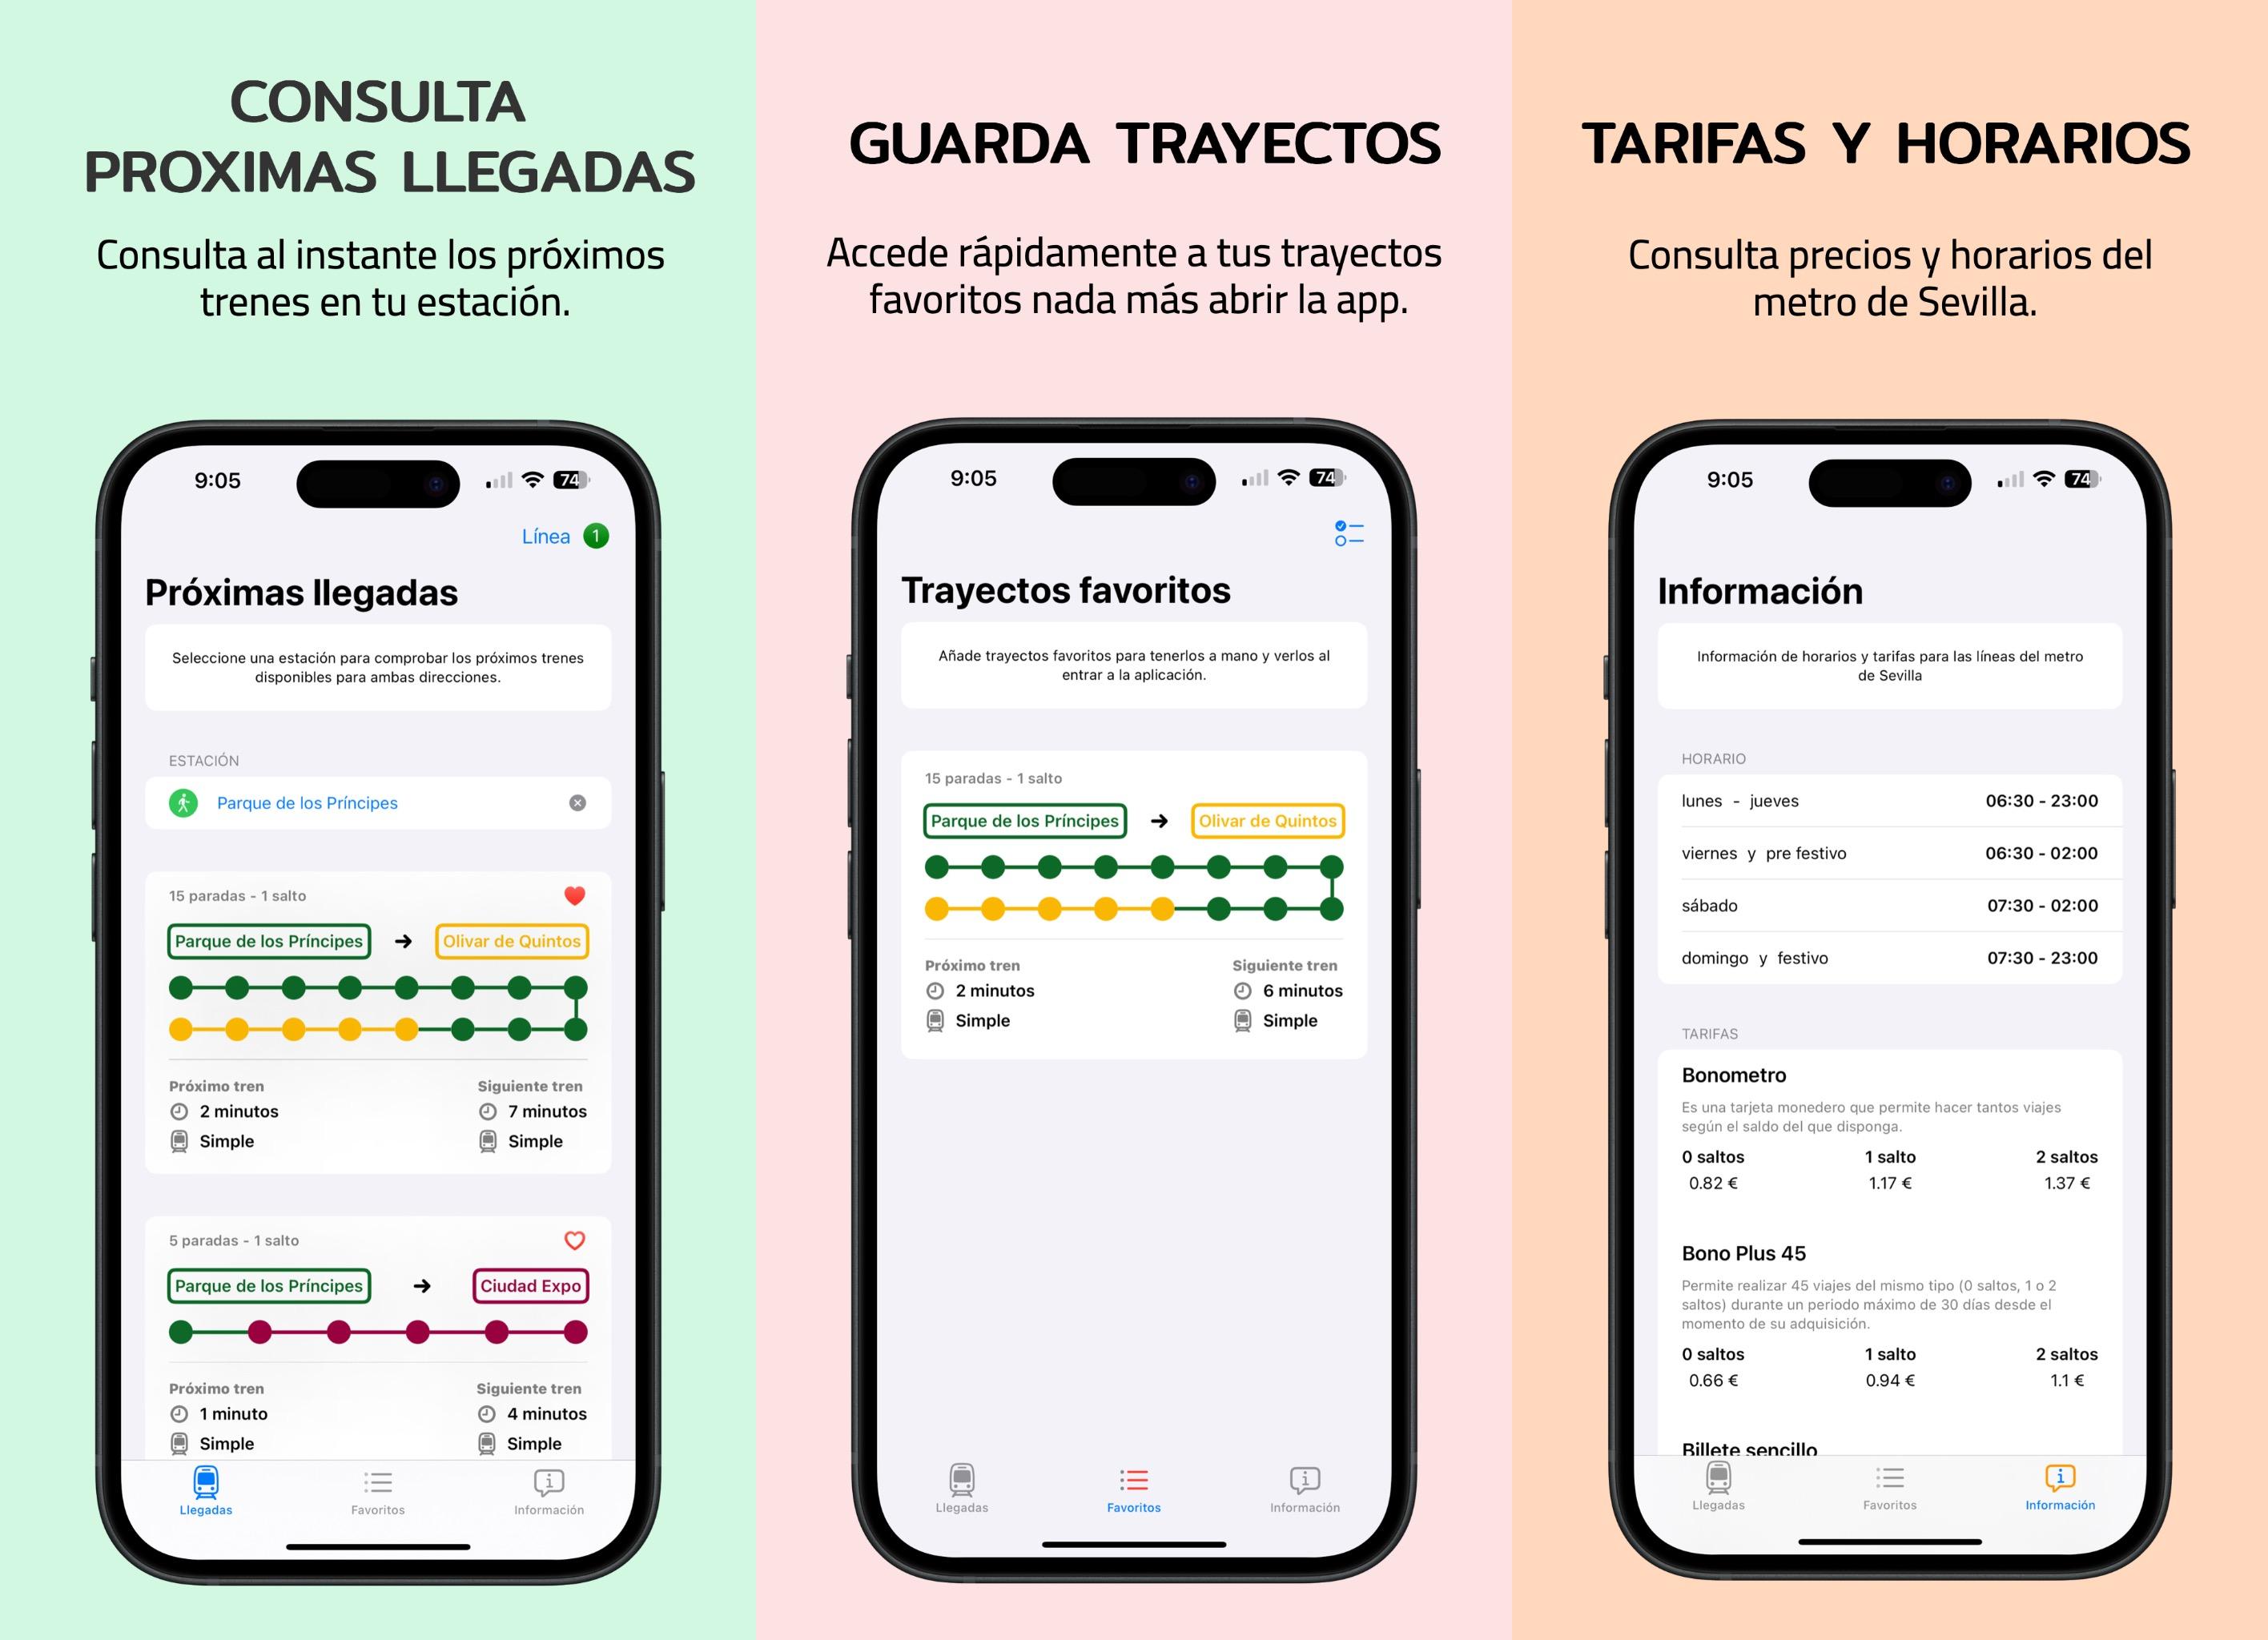 CONSULTA
PROXIMAS LLEGADAS
Consulta al instante los próximos
trenes en tu estación.
9:05
74
Línea 1
Próximas llegadas
Seleccione una estación para comprobar los próximos trenes
disponibles para ambas direcciones.
ESTACIÓN
Parque de los Príncipes
15 paradas - 1 salto
Parque de los Príncipes → Olivar de Quintos
Próximo tren Siguiente tren
2 minutos 7 minutos
Simple Simple
5 paradas - 1 salto
Parque de los Príncipes → Ciudad Expo
Próximo tren Siguiente tren
1 minuto 4 minutos
Simple Simple
Llegadas Favoritos Información
GUARDA TRAYECTOS
Accede rápidamente a tus trayectos
favoritos nada más abrir la app.
9:05
74
Trayectos favoritos
Añade trayectos favoritos para tenerlos a mano y verlos al
entrar a la aplicación.
15 paradas - 1 salto
Parque de los Príncipes → Olivar de Quintos
Próximo tren Siguiente tren
2 minutos 6 minutos
Simple Simple
Llegadas Favoritos Información
TARIFAS Y HORARIOS
Consulta precios y horarios del
metro de Sevilla.
9:05
74
Información
Información de horarios y tarifas para las líneas del metro
de Sevilla
HORARIO
lunes - jueves 06:30 - 23:00
viernes y pre festivo 06:30 - 02:00
sábado 07:30 - 02:00
domingo y festivo 07:30 - 23:00
TARIFAS
Bonometro
Es una tarjeta monedero que permite hacer tantos viajes
según el saldo del que disponga.
0 saltos 1 salto 2 saltos
0.82 € 1.17 € 1.37 €
Bono Plus 45
Permite realizar 45 viajes del mismo tipo (0 saltos, 1 o 2
saltos) durante un periodo máximo de 30 días desde el
momento de su adquisición.
0 saltos 1 salto 2 saltos
0.66 € 0.94 € 1.1 €
Billete sencillo
Llegadas Favoritos Información